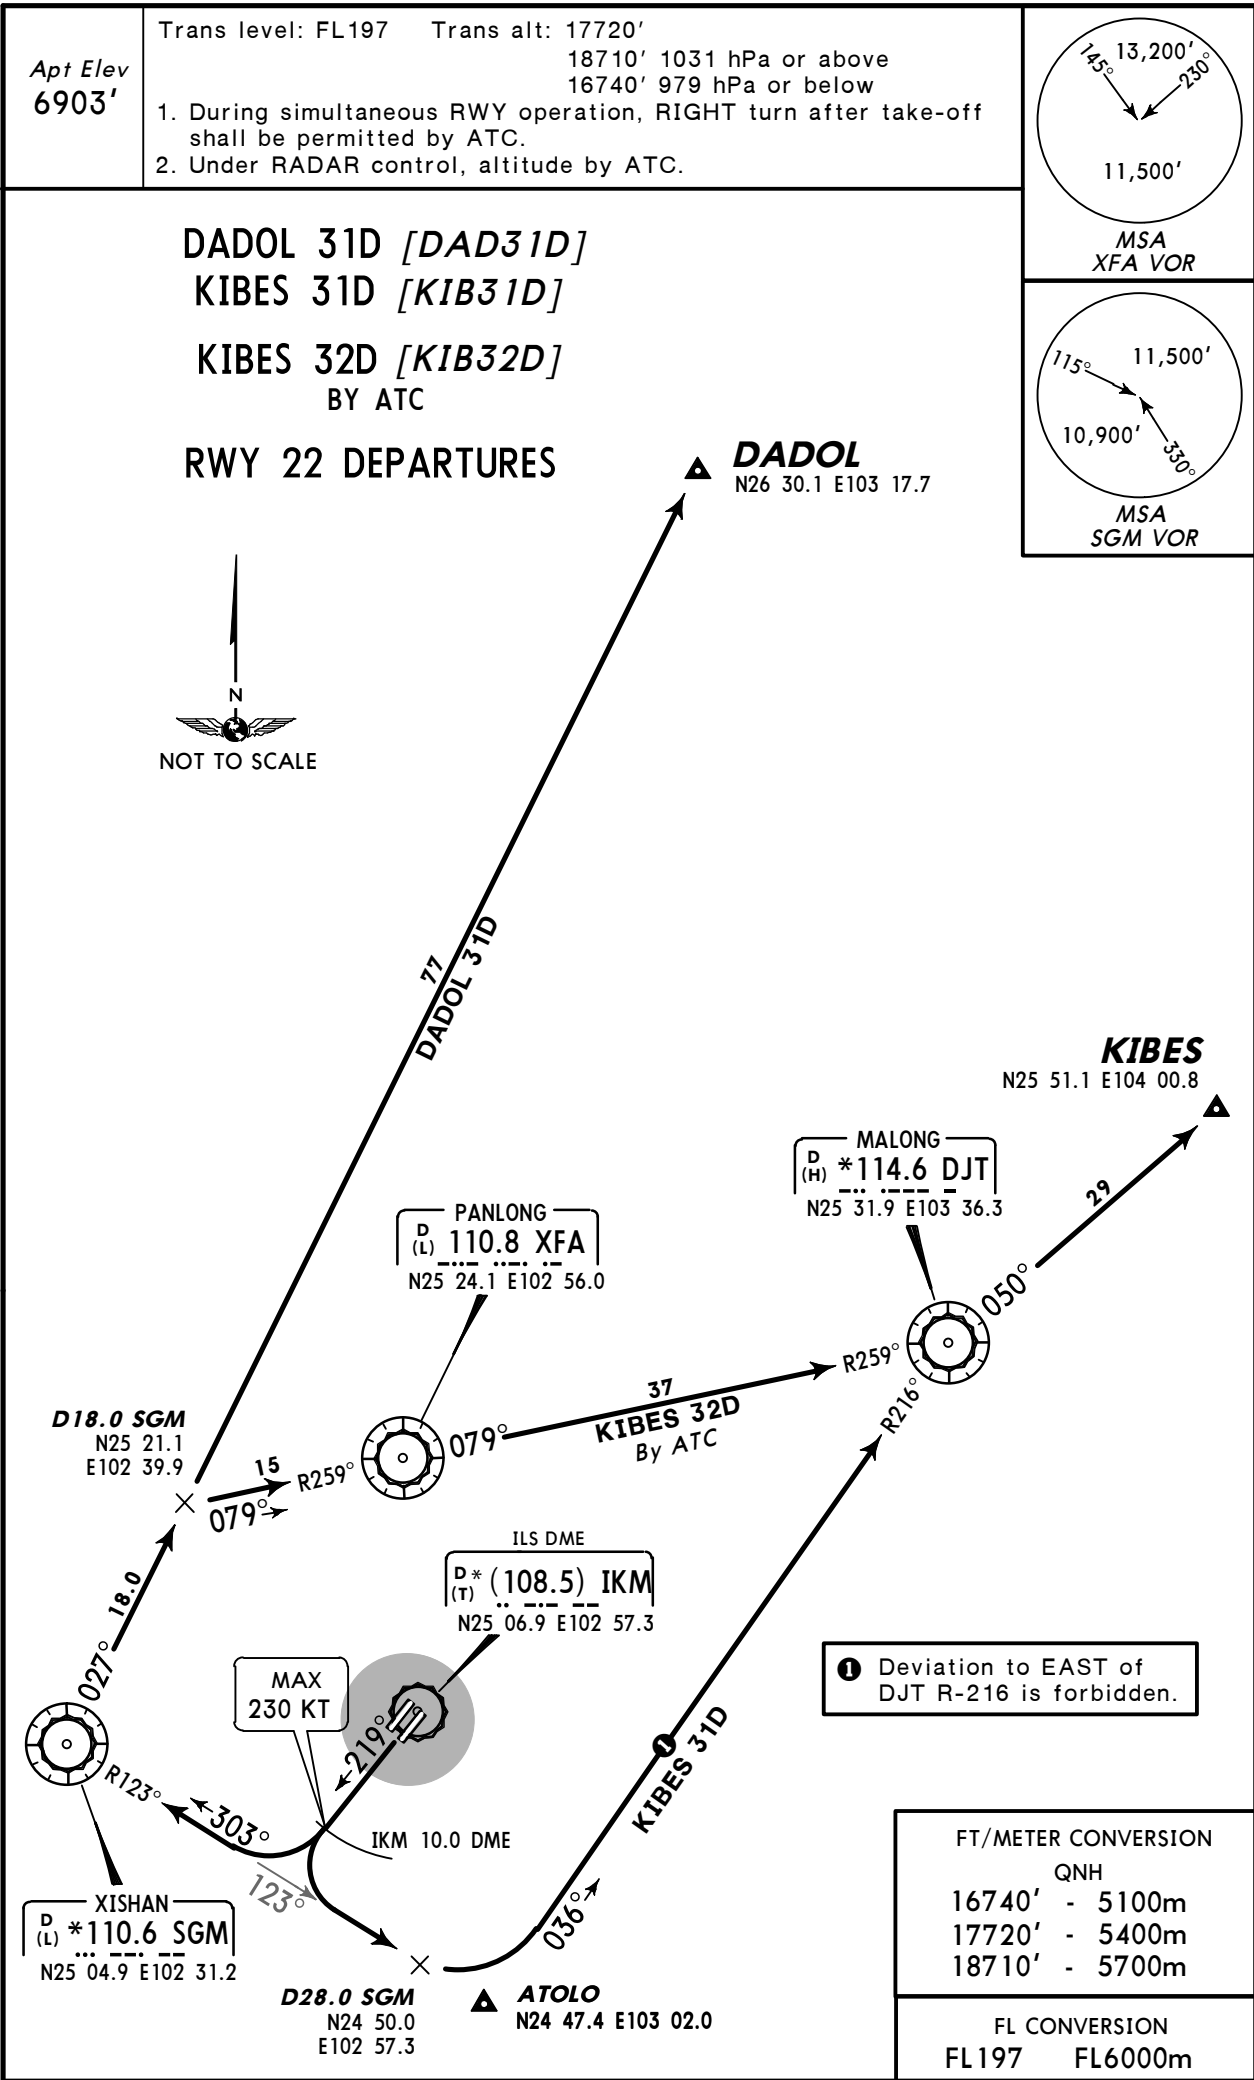 Apt Elev
6903'
Trans level: FL197 Trans alt: 17720'
18710' 1031 hPa or above
16740' 979 hPa or below
1. During simultaneous RWY operation, RIGHT turn after take-off
shall be permitted by ATC.
2. Under RADAR control, altitude by ATC.
145°
13,200'
230°
11,500'
MSA
XFA VOR
115°
11,500'
10,900'
330°
MSA
SGM VOR
DADOL 31D [DAD31D]
KIBES 31D [KIB31D]
KIBES 32D [KIB32D]
BY ATC
RWY 22 DEPARTURES
DADOL
N26 30.1 E103 17.7
N
NOT TO SCALE
77
DADOL 31D
KIBES
N25 51.1 E104 00.8
MALONG
D
(H) *114.6 DJT
N25 31.9 E103 36.3
29
050°
PANLONG
D
(L) 110.8 XFA
N25 24.1 E102 56.0
R259°
R216°
37
KIBES 32D
By ATC
079°
D18.0 SGM
N25 21.1
E102 39.9
15
R259°
079°
18.0
027°
ILS DME
D *
(T) (108.5) IKM
N25 06.9 E102 57.3
MAX
230 KT
219°
1 Deviation to EAST of
DJT R-216 is forbidden.
1
KIBES 31D
R123°
303°
IKM 10.0 DME
123°
036°
XISHAN
D
(L) *110.6 SGM
N25 04.9 E102 31.2
D28.0 SGM
N24 50.0
E102 57.3
ATOLO
N24 47.4 E103 02.0
FT/METER CONVERSION
QNH
16740' - 5100m
17720' - 5400m
18710' - 5700m
FL CONVERSION
FL197 FL6000m